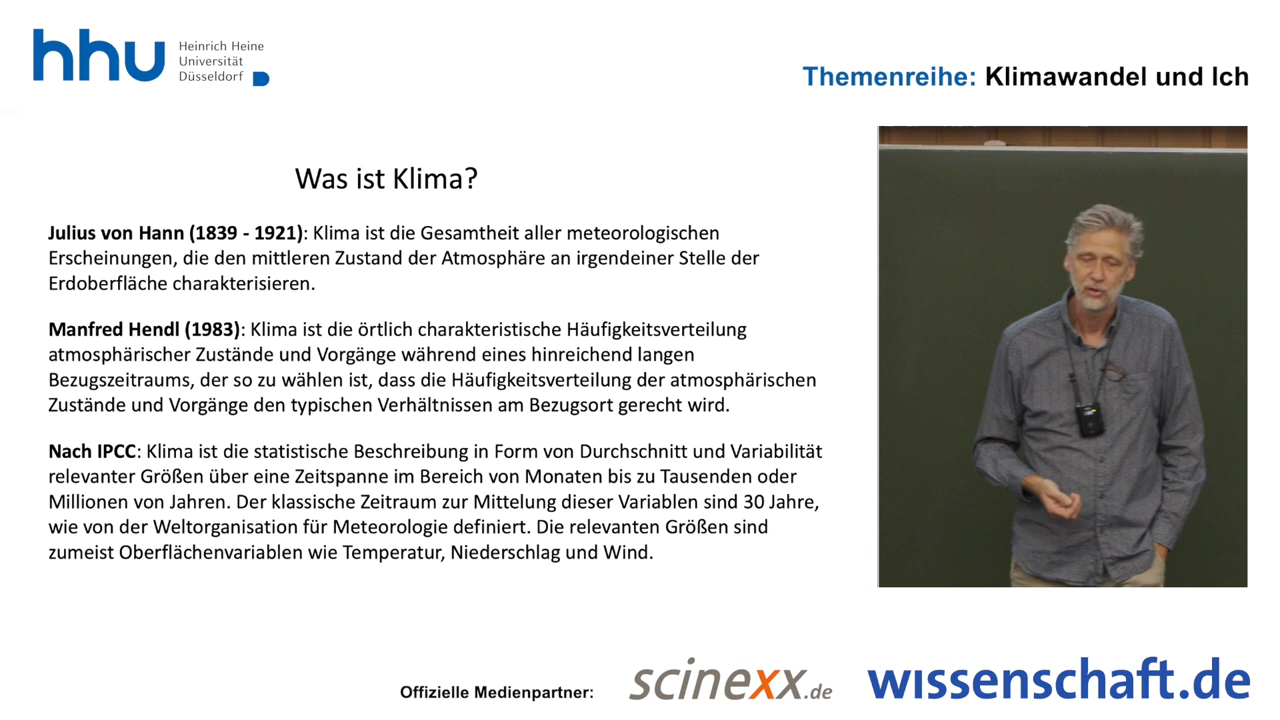 hhu Heinrich Heine
Universität
Düsseldorf
Themenreihe: Klimawandel und Ich
Was ist Klima?
Julius von Hann (1839 - 1921): Klima ist die Gesamtheit aller meteorologischen
Erscheinungen, die den mittleren Zustand der Atmosphäre an irgendeiner Stelle der
Erdoberfläche charakterisieren.
Manfred Hendl (1983): Klima ist die örtlich charakteristische Häufigkeitsverteilung
atmosphärischer Zustände und Vorgänge während eines hinreichend langen
Bezugszeitraums, der so zu wählen ist, dass die Häufigkeitsverteilung der atmosphärischen
Zustände und Vorgänge den typischen Verhältnissen am Bezugsort gerecht wird.
Nach IPCC: Klima ist die statistische Beschreibung in Form von Durchschnitt und Variabilität
relevanter Größen über eine Zeitspanne im Bereich von Monaten bis zu Tausenden oder
Millionen von Jahren. Der klassische Zeitraum zur Mittelung dieser Variablen sind 30 Jahre,
wie von der Weltorganisation für Meteorologie definiert. Die relevanten Größen sind
zumeist Oberflächenvariablen wie Temperatur, Niederschlag und Wind.
Offizielle Medienpartner: scinexx.de wissenschaft.de